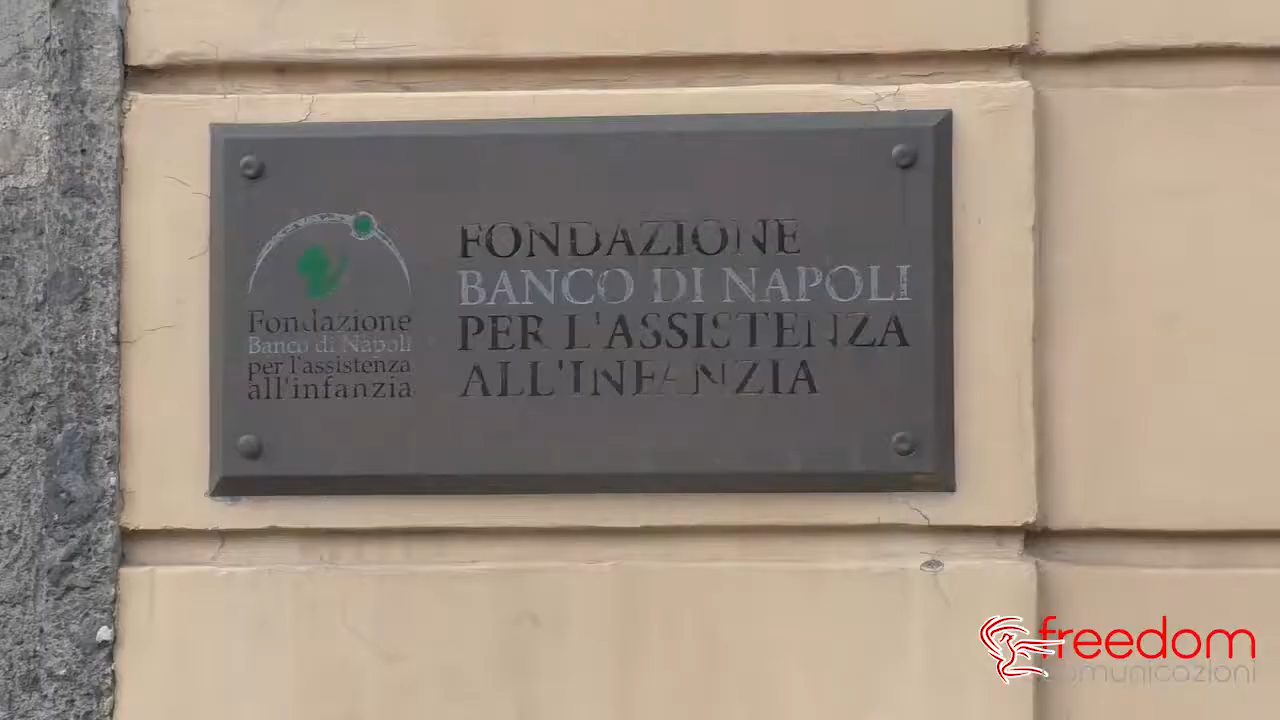 FONDAZIONE
BANCO DI NAPOLI
PER L'ASSISTENZA
ALL'INFANZIA
Fondazione
Banco di Napoli
per l'assistenza
all'infanzia
freedom
comunicazioni